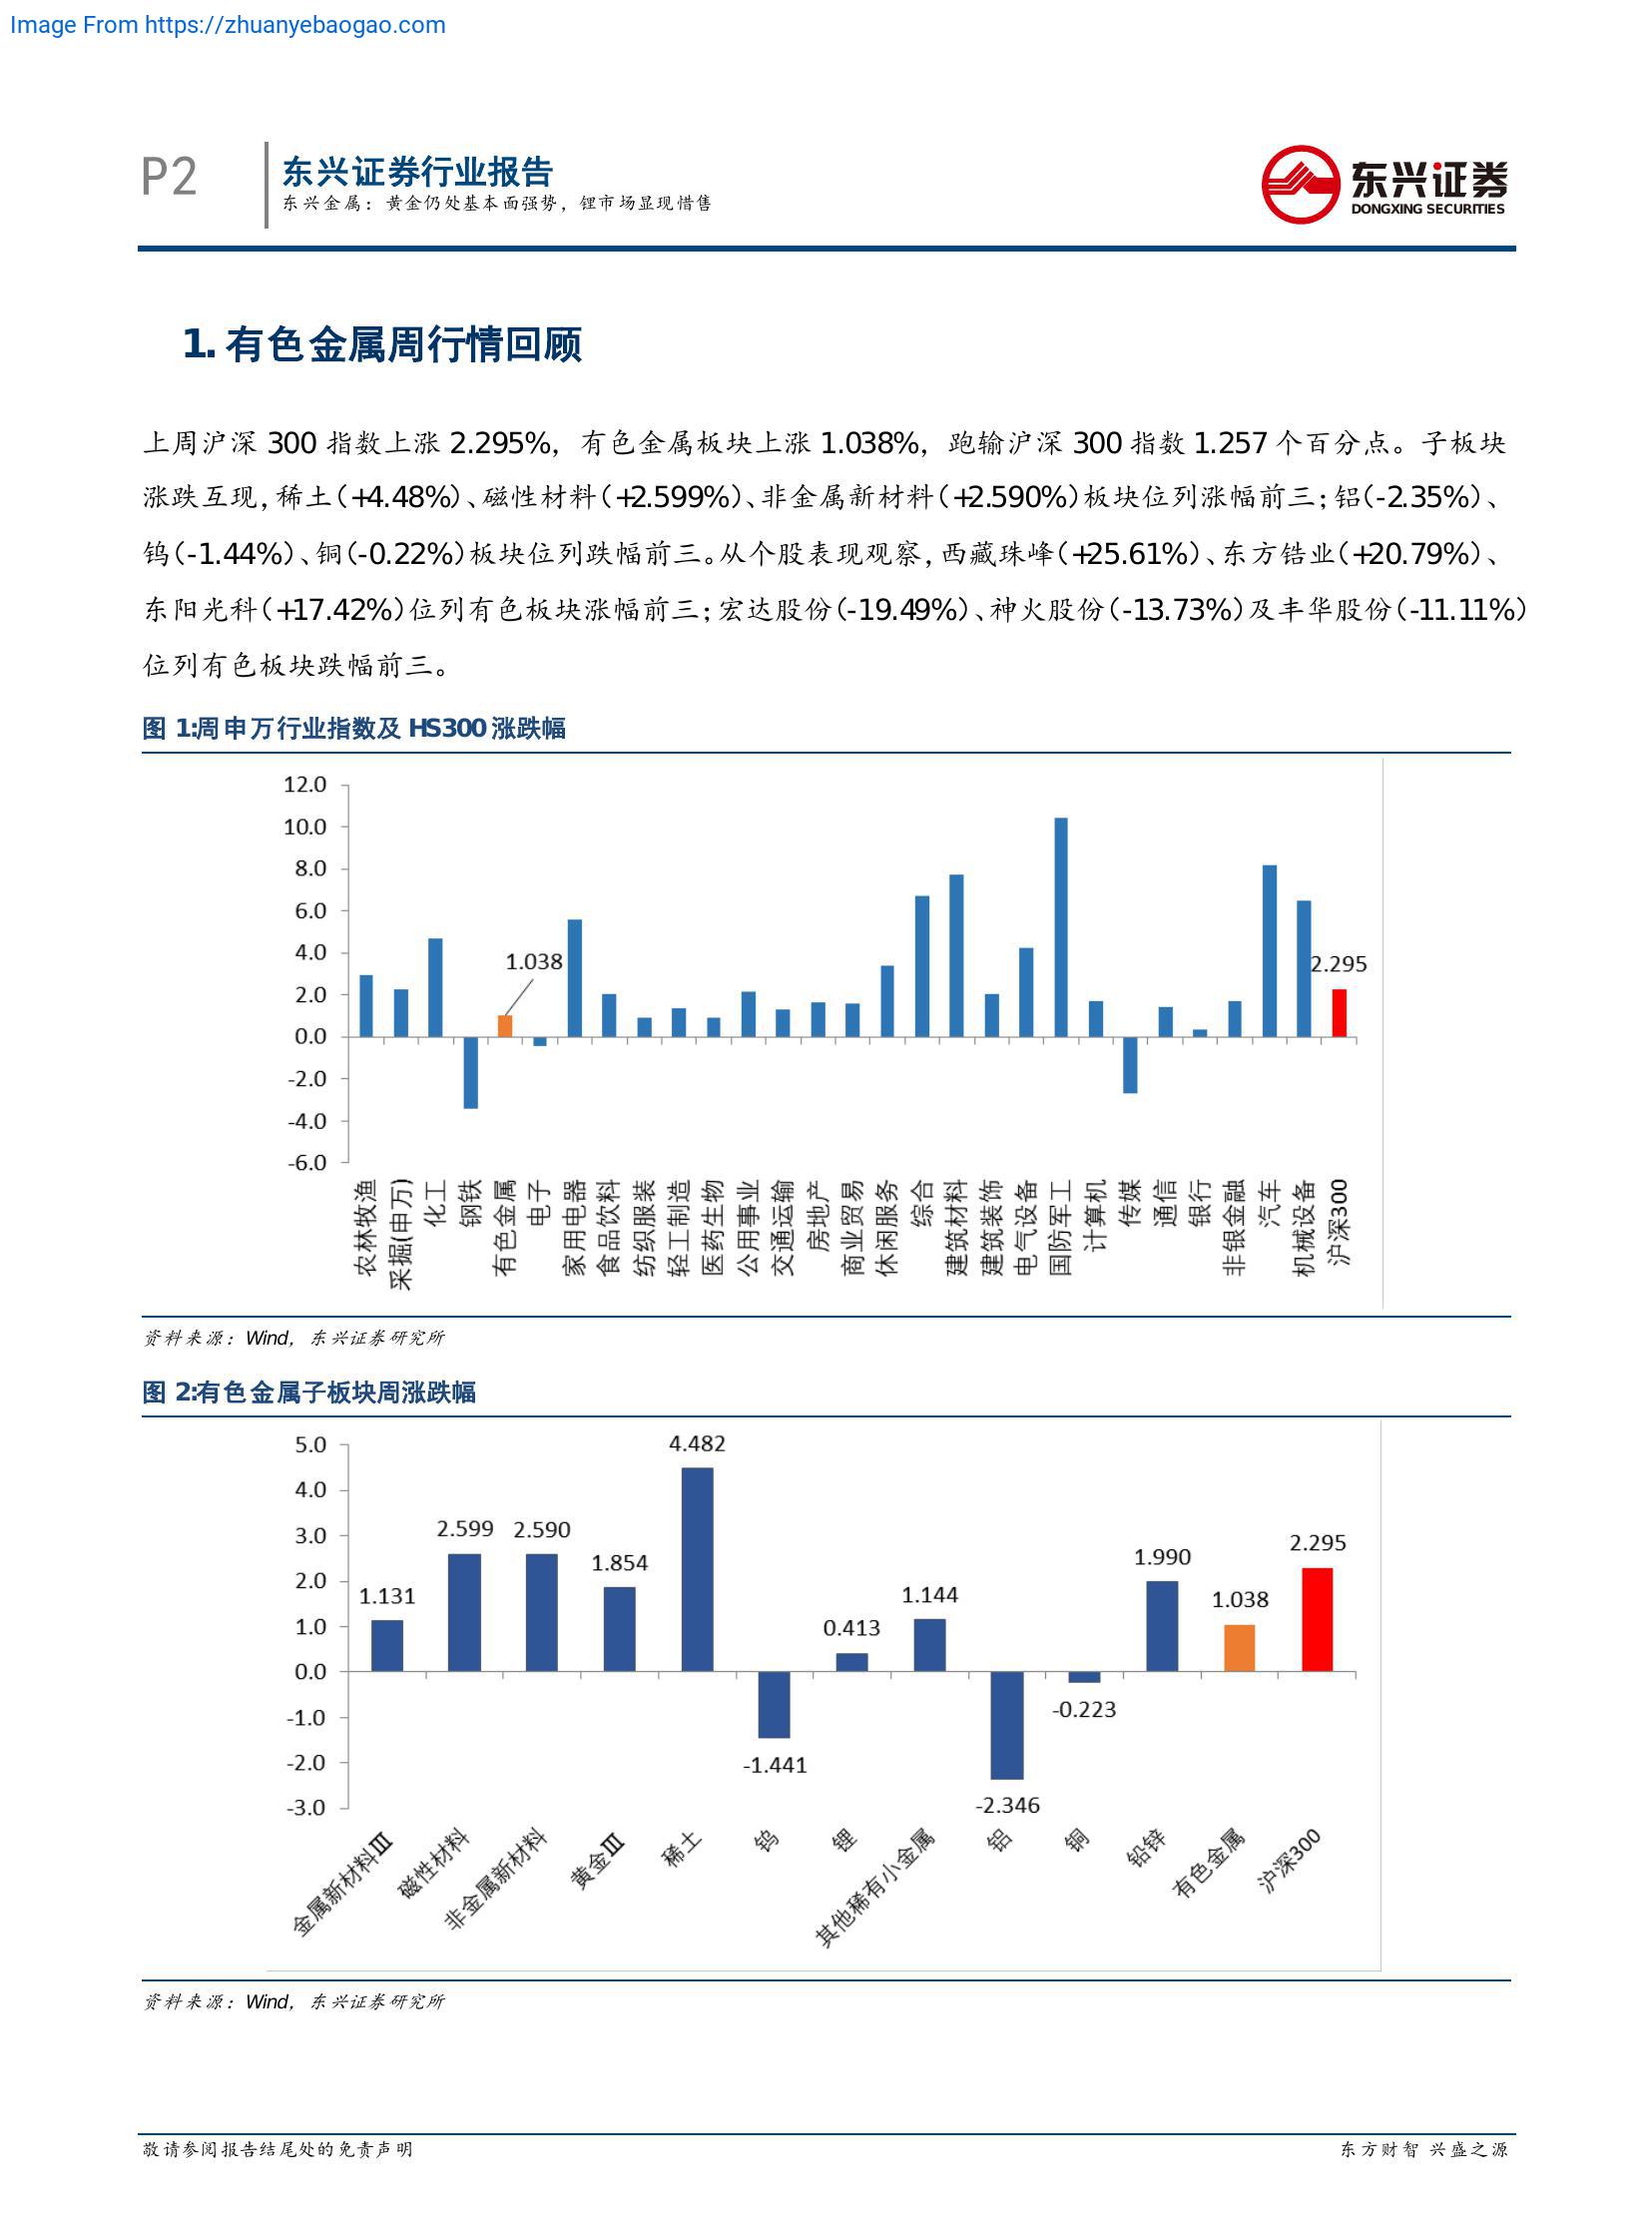 Image From https://zhuanyebaogao.com
P2
东兴证券行业报告
东兴金属：黄金仍处基本面强势，锂市场显现惜售
东兴证券
DONGXING SECURITIES
1. 有色金属周行情回顾
上周沪深 300 指数上涨 2.295%，有色金属板块上涨 1.038%，跑输沪深 300 指数 1.257 个百分点。子板块
涨跌互现，稀土（+4.48%）、磁性材料（+2.599%）、非金属新材料（+2.590%）板块位列涨幅前三；铝（-2.35%）、
钨（-1.44%）、铜（-0.22%）板块位列跌幅前三。从个股表现观察，西藏珠峰（+25.61%）、东方锆业（+20.79%）、
东阳光科（+17.42%）位列有色板块涨幅前三；宏达股份（-19.49%）、神火股份（-13.73%）及丰华股份（-11.11%）
位列有色板块跌幅前三。
图 1:周申万行业指数及 HS300 涨跌幅
12.0
10.0
8.0
6.0
4.0
2.0
0.0
-2.0
-4.0
-6.0
1.038
2.295
农林牧渔
采掘(申万)
化工
钢铁
有色金属
电子
家用电器
食品饮料
纺织服装
轻工制造
医药生物
公用事业
交通运输
房地产
商业贸易
休闲服务
综合
建筑材料
建筑装饰
电气设备
国防军工
计算机
传媒
通信
银行
非银金融
汽车
机械设备
沪深300
资料来源：Wind，东兴证券研究所
图 2:有色金属子板块周涨跌幅
5.0
4.0
3.0
2.0
1.0
0.0
-1.0
-2.0
-3.0
1.131
2.599
2.590
1.854
4.482
-1.441
0.413
1.144
-2.346
-0.223
1.990
1.038
2.295
金属新材料Ⅲ
磁性材料
非金属新材料
黄金Ⅲ
稀土
钨
锂
其他稀有小金属
铝
铜
铅锌
有色金属
沪深300
资料来源：Wind，东兴证券研究所
敬请参阅报告结尾处的免责声明
东方财智 兴盛之源